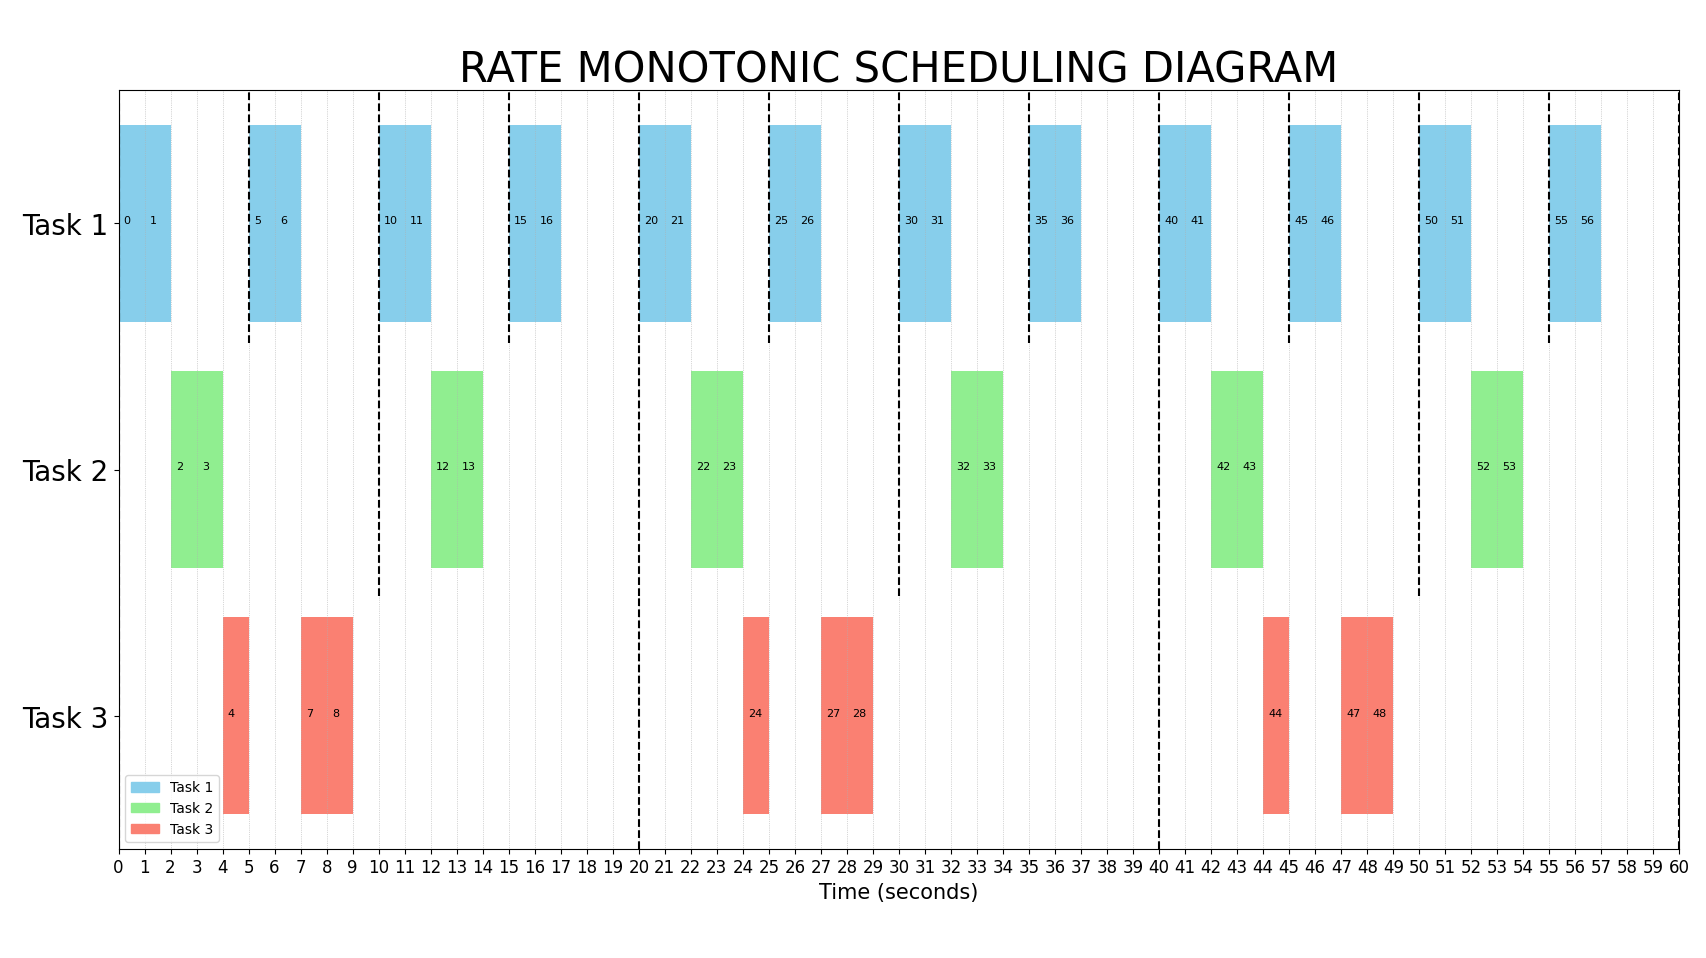 RATE MONOTONIC SCHEDULING DIAGRAM
Task 1
0 1 5 6 10 11 15 16 20 21 25 26 30 31 35 36 40 41 45 46 50 51 55 56
Task 2
2 3 12 13 22 23 32 33 42 43 52 53
Task 3
4 7 8 24 27 28 44 47 48
Task 1
Task 2
Task 3
0 1 2 3 4 5 6 7 8 9 10 11 12 13 14 15 16 17 18 19 20 21 22 23 24 25 26 27 28 29 30 31 32 33 34 35 36 37 38 39 40 41 42 43 44 45 46 47 48 49 50 51 52 53 54 55 56 57 58 59 60
Time (seconds)